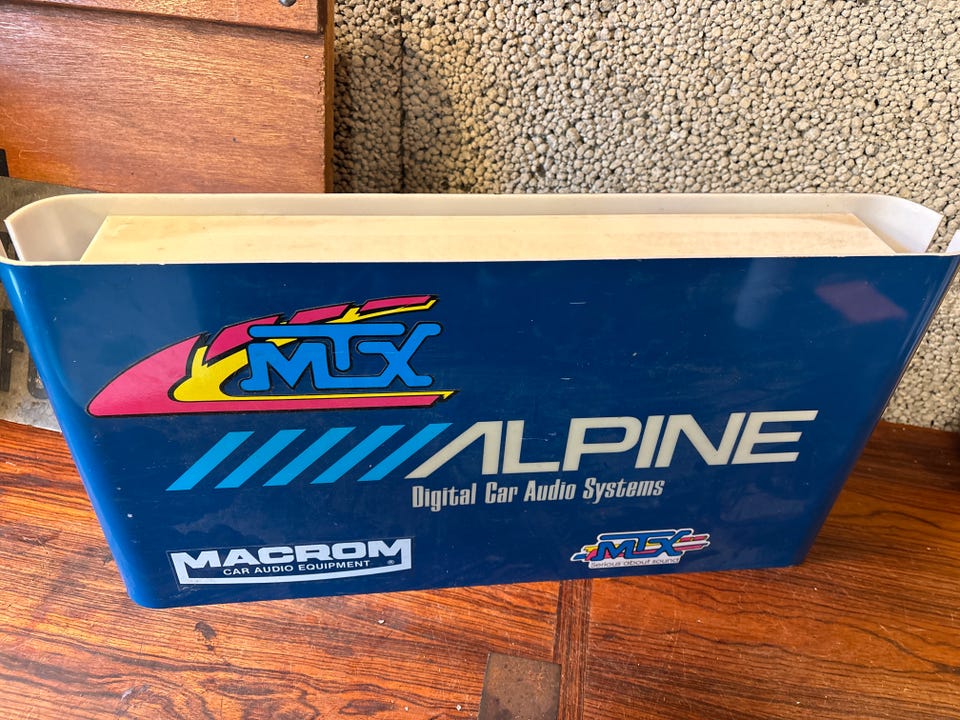 MTX
ALPINE
Digital Car Audio Systems
MACROM
CAR AUDIO EQUIPMENT ®
MTX
Serious about sound